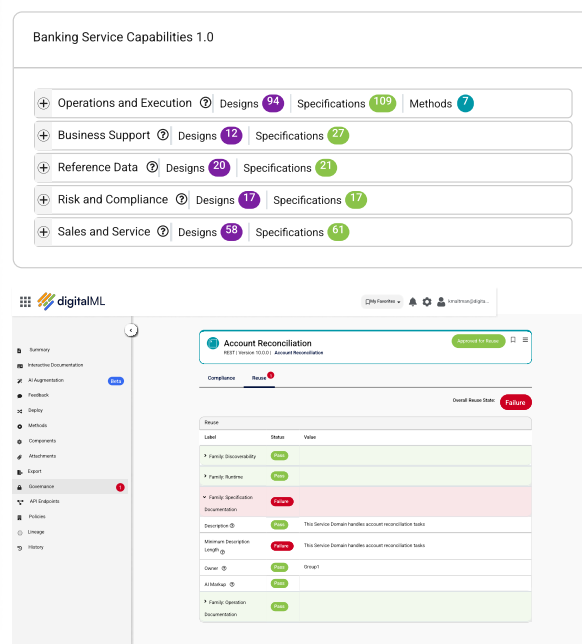 Banking Service Capabilities 1.0
Operations and Execution ? Designs 94 Specifications 109 Methods 7
Business Support ? Designs 12 Specifications 27
Reference Data ? Designs 20 Specifications 21
Risk and Compliance ? Designs 17 Specifications 17
Sales and Service ? Designs 58 Specifications 61
digitalML
My Favorites
kmattman@digita...
Summary
Interactive Documentation
AI Augmentation Beta
Feedback
Deploy
Methods
Components
Attachments
Export
Governance 1
API Endpoints
Policies
Lineage
History
Account Reconciliation
REST | Version 10.0.0 | Account Reconciliation
Approved for Reuse
Compliance Reuse 1
Overall Reuse State: Failure
Reuse
Label Status Value
Family: Discoverability Pass
Family: Runtime Pass
Family: Specification
Documentation Failure
Description ? Pass This Service Domain handles account reconciliation tasks
Minimum Description
Length ? Failure This Service Domain handles account reconciliation tasks
Owner ? Pass Group1
AI Markup ? Pass
Family: Operation
Documentation Pass